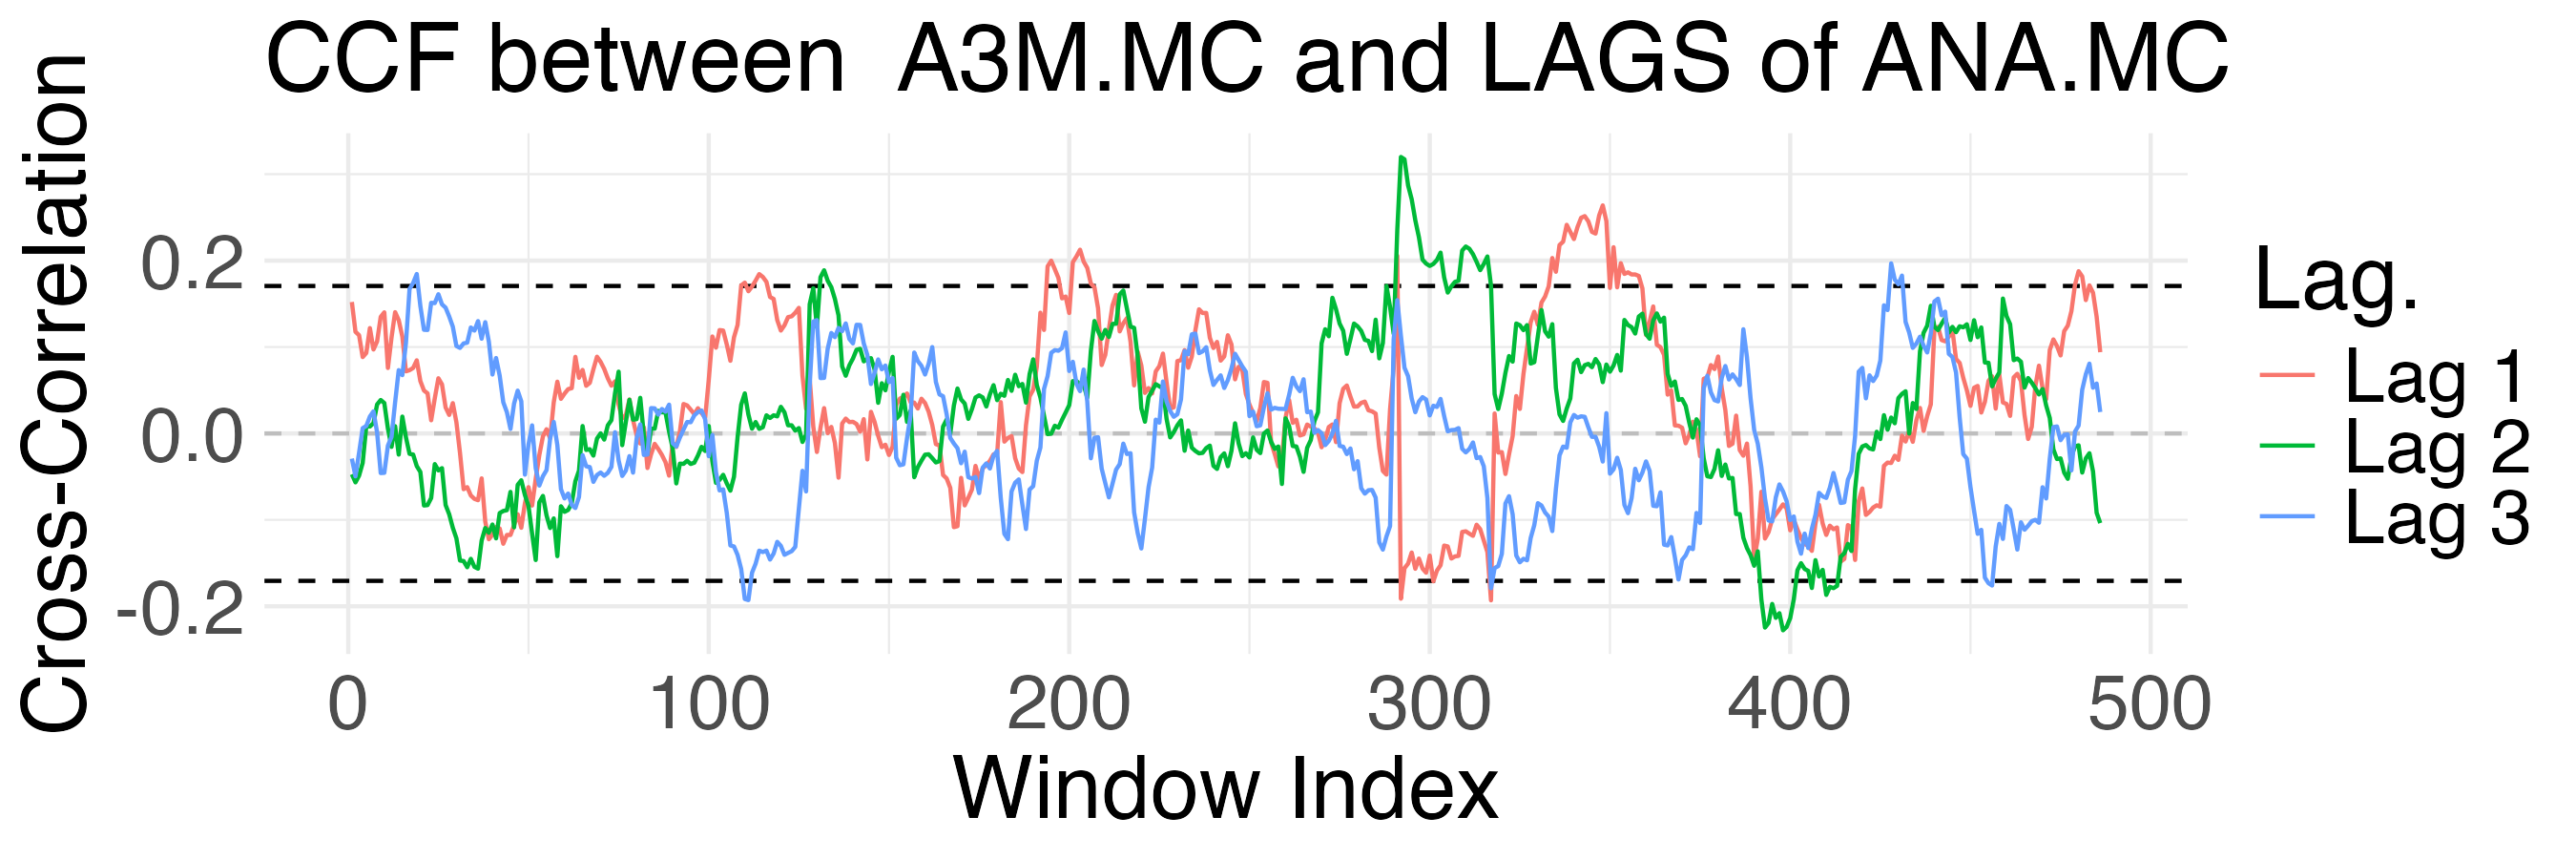 CCF between  A3M.MC and LAGS of ANA.MC
Cross-Correlation
0.2
0.0
-0.2
0 100 200 300 400 500
Window Index
Lag.
Lag 1
Lag 2
Lag 3